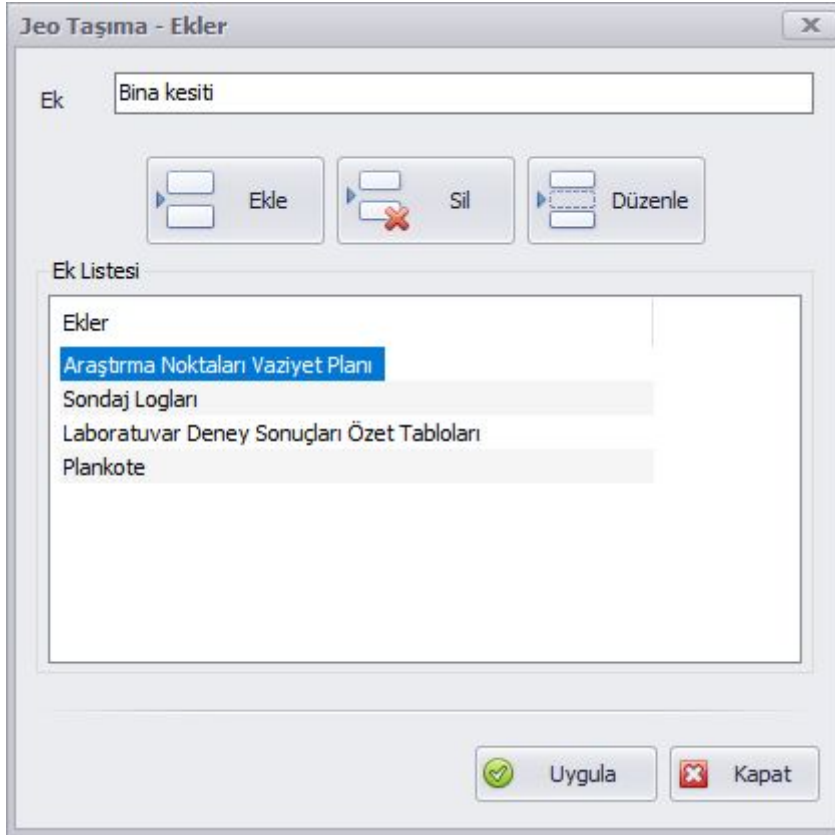 Jeo Taşıma - Ekler
Ek
Bina kesiti
Ekle
Sil
Düzenle
Ek Listesi
Ekler
Araştırma Noktaları Vaziyet Planı
Sondaj Logları
Laboratuvar Deney Sonuçları Özet Tabloları
Plankote
Uygula
Kapat